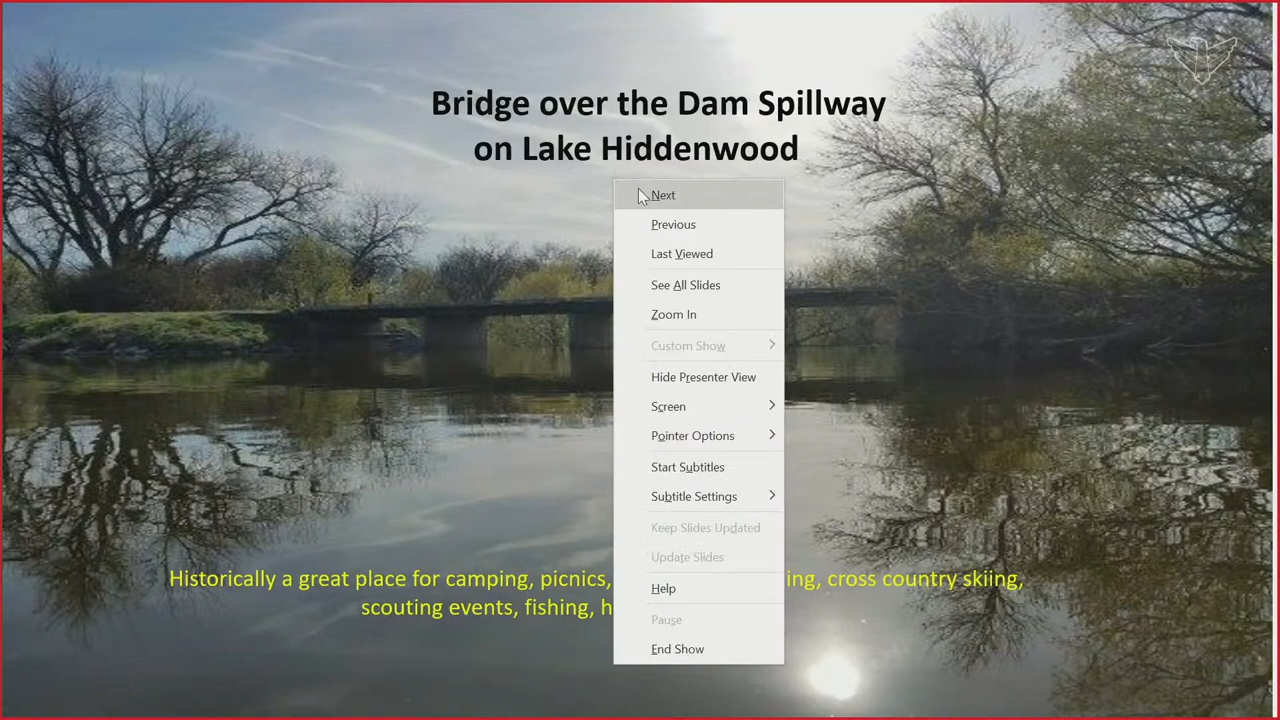 Bridge over the Dam Spillway
on Lake Hiddenwood
Next
Previous
Last Viewed
See All Slides
Zoom In
Custom Show
Hide Presenter View
Screen
Pointer Options
Start Subtitles
Subtitle Settings
Keep Slides Updated
Update Slides
Help
Pause
End Show
Historically a great place for camping, picnics, ing, cross country skiing,
scouting events, fishing, h